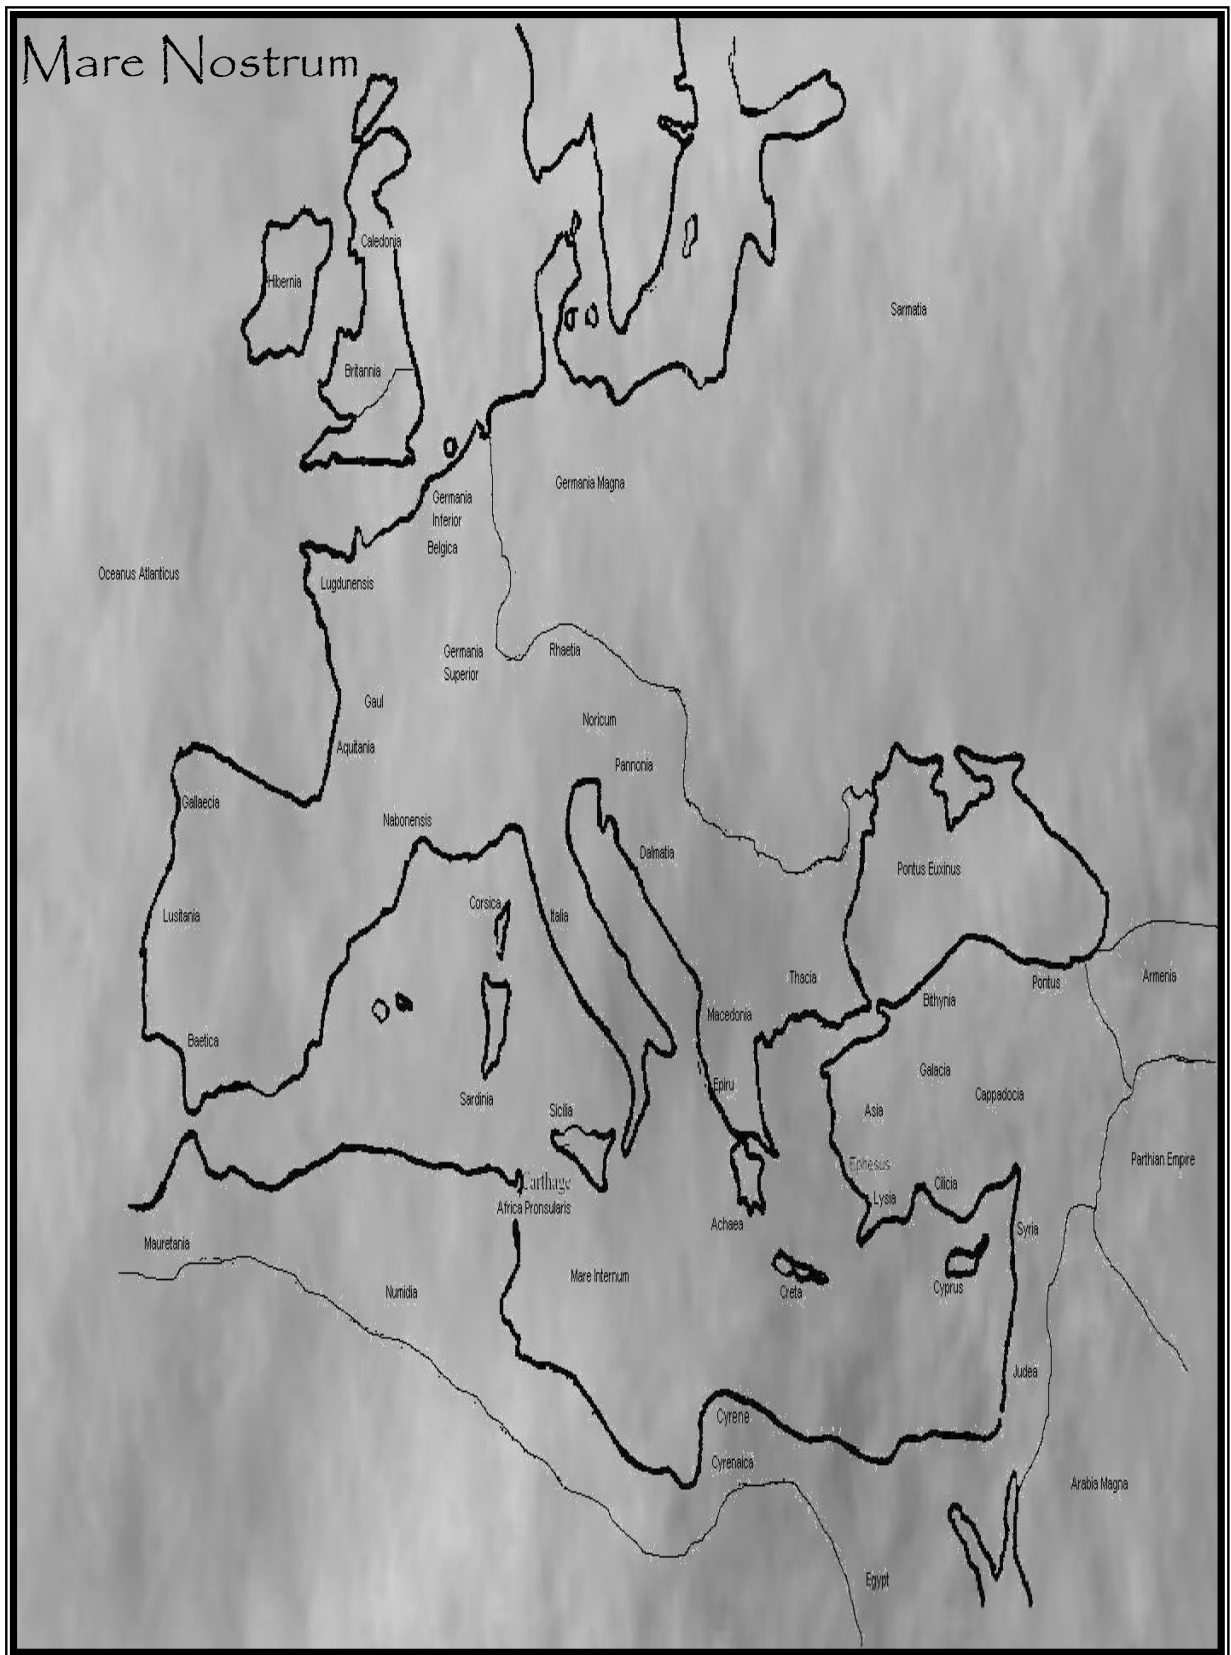 Mare Nostrum
Caledonia
Hibernia
Sarmatia
Britannia
Germania Magna
Germania
Inferior
Belgica
Oceanus Atlanticus
Lugdunensis
Germania
Superior
Rhaetia
Gaul
Noricum
Aquitania
Pannonia
Gallaecia
Nabonensis
Dalmatia
Pontus Euxinus
Corsica
Lusitania
Italia
Thacia
Pontus
Armenia
Bithynia
Macedonia
Baetica
Galacia
Epiru
Cappadocia
Sardinia
Sicilia
Asia
Ephesus
Parthian Empire
Carthage
Cilicia
Lysia
Africa Pronsularis
Achaea
Syria
Mauretania
Mare Internum
Numidia
Creta
Cyprus
Judea
Cyrene
Cyrenaica
Arabia Magna
Egypt